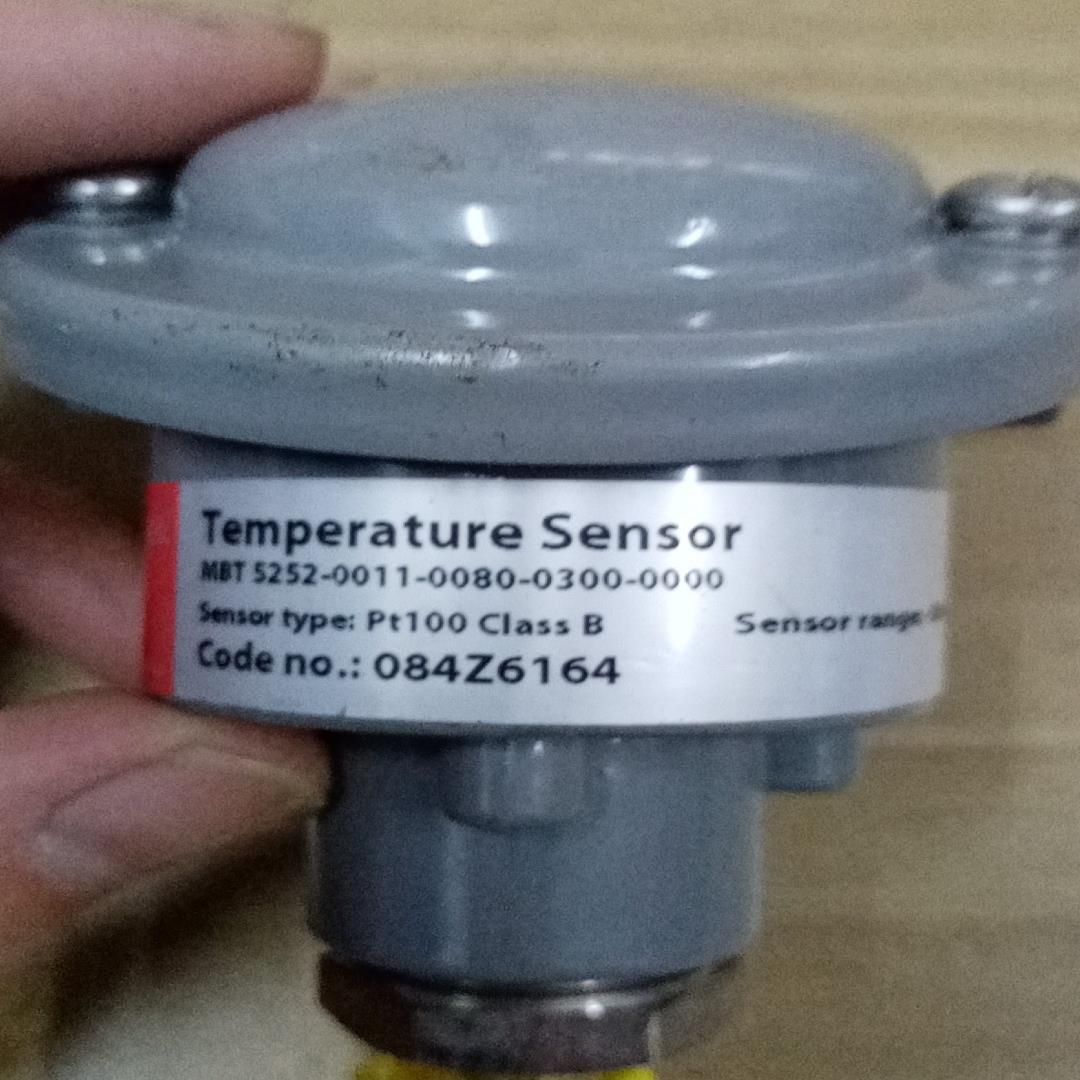 Temperature Sensor
MBT 5252-0011-0080-0300-0000
Sensor type: Pt100 Class B Sensor range:
Code no.: 084Z6164